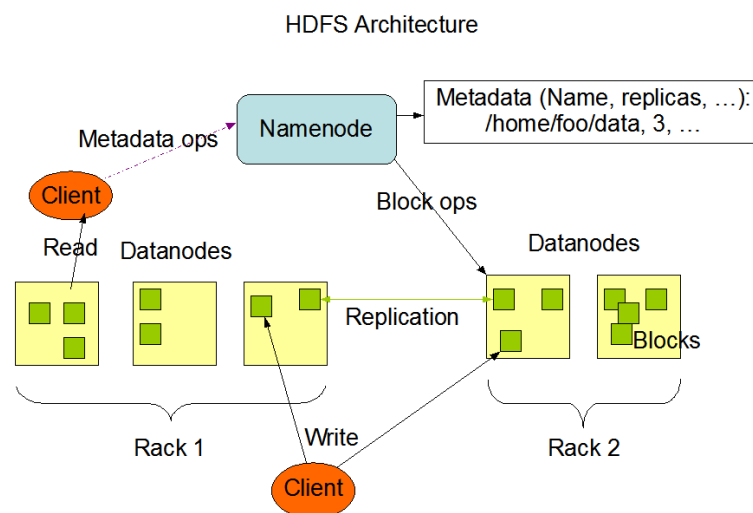 HDFS Architecture
Metadata (Name, replicas, …):
/home/foo/data, 3, …
Namenode
Metadata ops
Client
Block ops
Read
Datanodes
Datanodes
Replication
Blocks
Rack 1
Write
Rack 2
Client